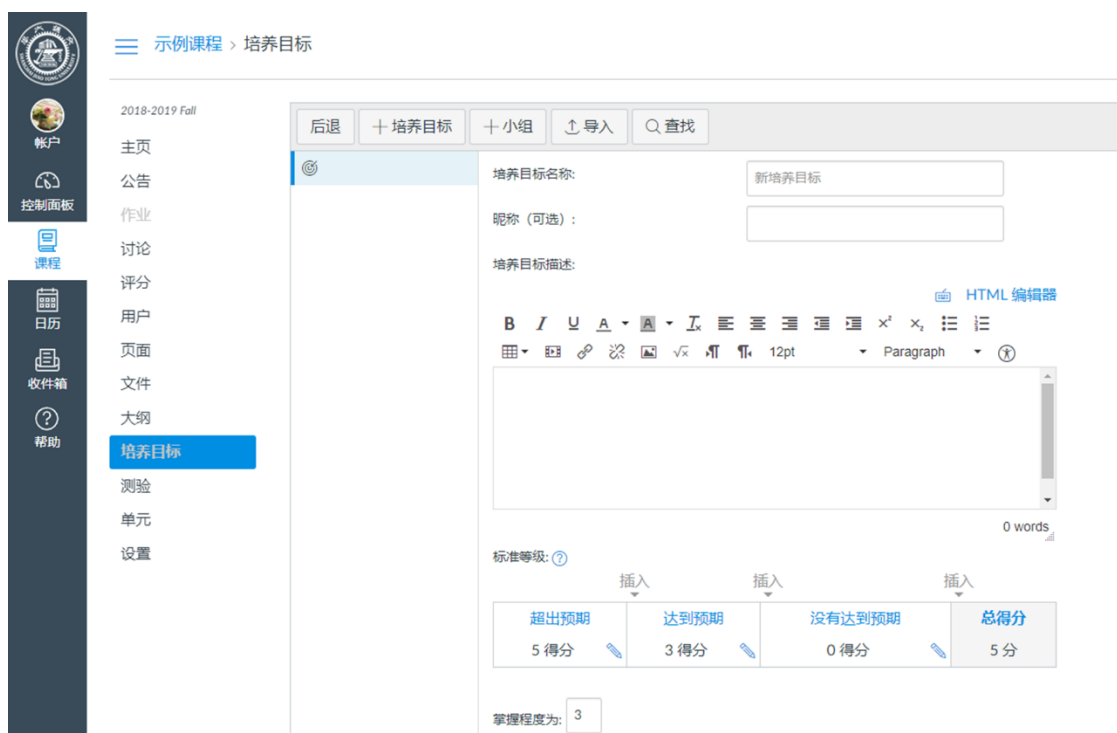 示例课程 > 培养目标
帐户
控制面板
课程
日历
收件箱
帮助
2018-2019 Fall
主页
公告
作业
讨论
评分
用户
页面
文件
大纲
培养目标
测验
单元
设置
后退 +培养目标 +小组 导入 查找
培养目标名称: 新培养目标
昵称（可选）:
培养目标描述:
HTML 编辑器
12pt Paragraph
0 words
标准等级:
插入 插入 插入
超出预期 达到预期 没有达到预期 总得分
5 得分 3 得分 0 得分 5 分
掌握程度为: 3